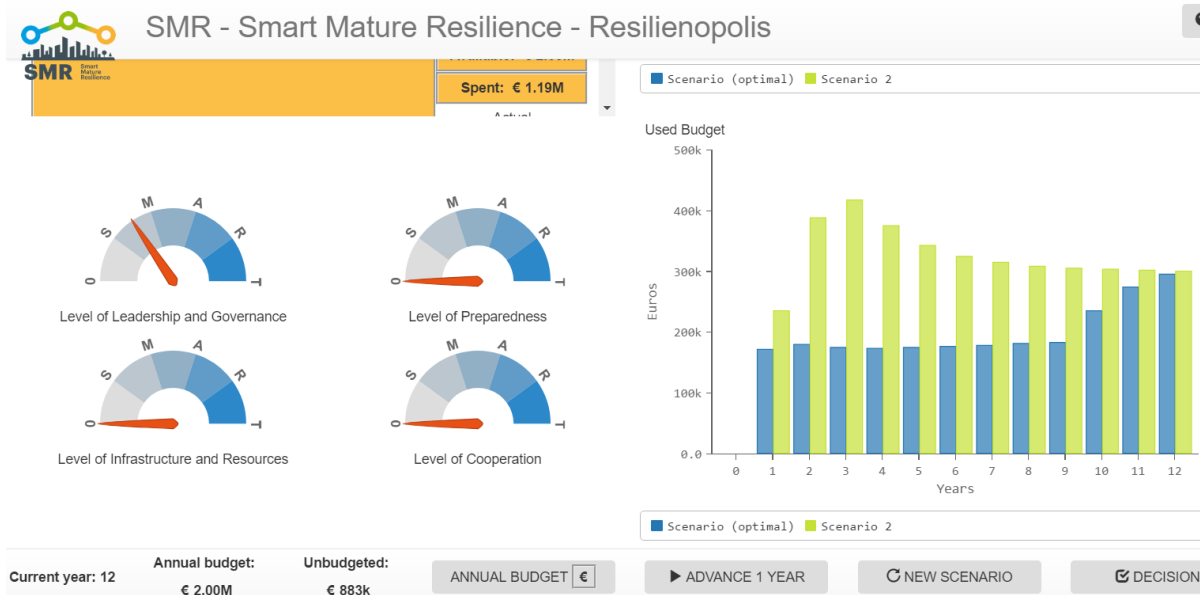 SMR - Smart Mature Resilience - Resilienopolis
SMR Smart Mature Resilience
Spent: € 1.19M
Actual
Scenario (optimal) Scenario 2
Used Budget
500k
400k
300k
200k
100k
0.0
Euros
0 1 2 3 4 5 6 7 8 9 10 11 12
Years
Scenario (optimal) Scenario 2
O S M A R T
Level of Leadership and Governance
O S M A R T
Level of Preparedness
O S M A R T
Level of Infrastructure and Resources
O S M A R T
Level of Cooperation
Current year: 12
Annual budget:
€ 2.00M
Unbudgeted:
€ 883k
ANNUAL BUDGET €
ADVANCE 1 YEAR
NEW SCENARIO
DECISION